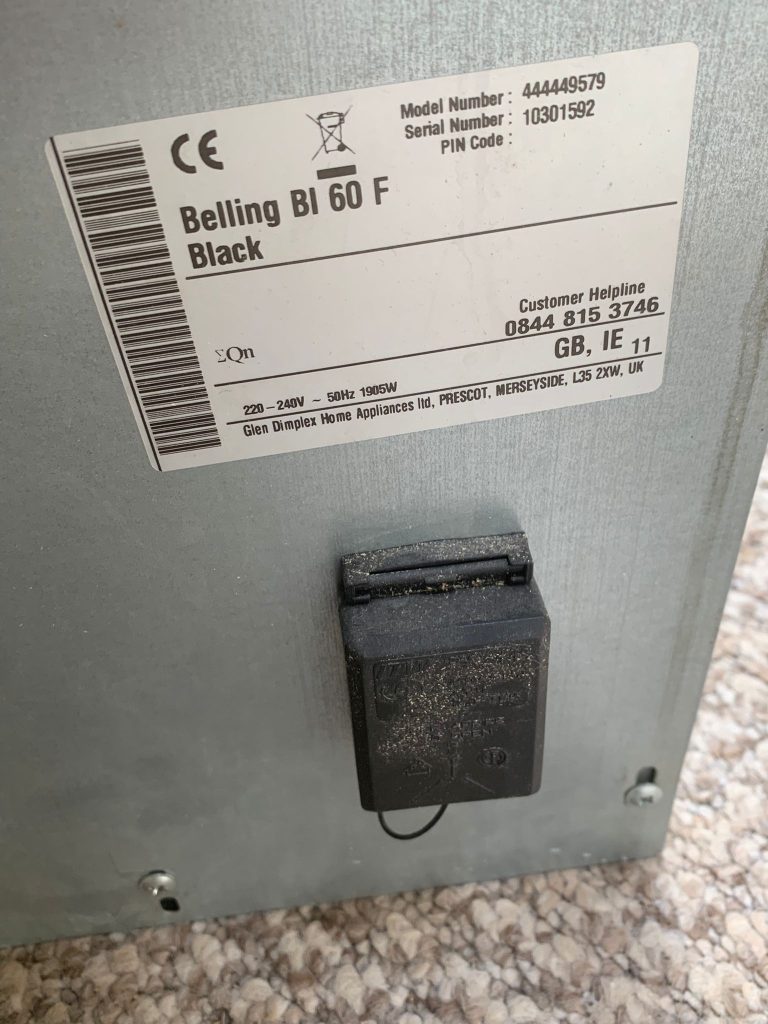 CE
Model Number : 444449579
Serial Number : 10301592
PIN Code :
Belling BI 60 F
Black
Customer Helpline
0844 815 3746
ΣQn
GB, IE 11
220-240V ~ 50Hz 1905W
Glen Dimplex Home Appliances ltd, PRESCOT, MERSEYSIDE, L35 2XW, UK